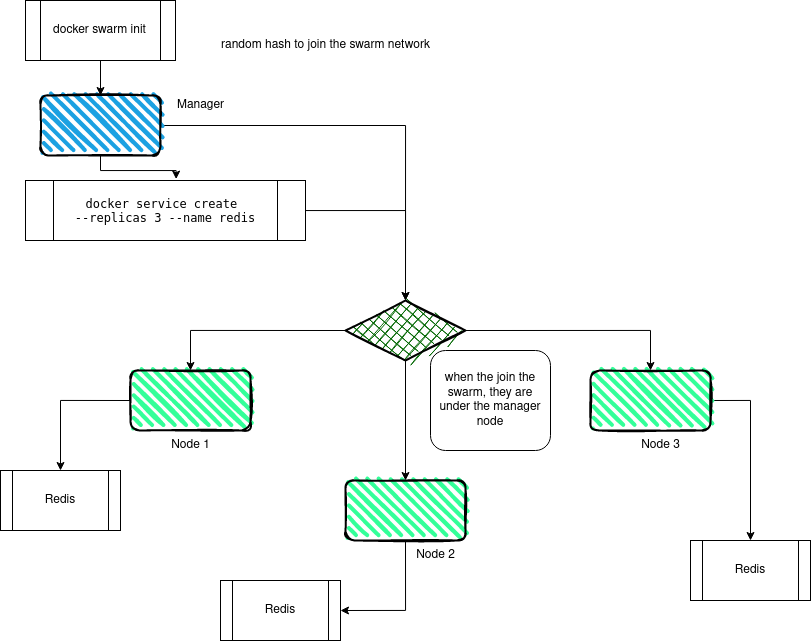 docker swarm init
random hash to join the swarm network
Manager
docker service create
--replicas 3 --name redis
when the join the
swarm, they are
under the manager
node
Node 1
Node 3
Redis
Node 2
Redis
Redis